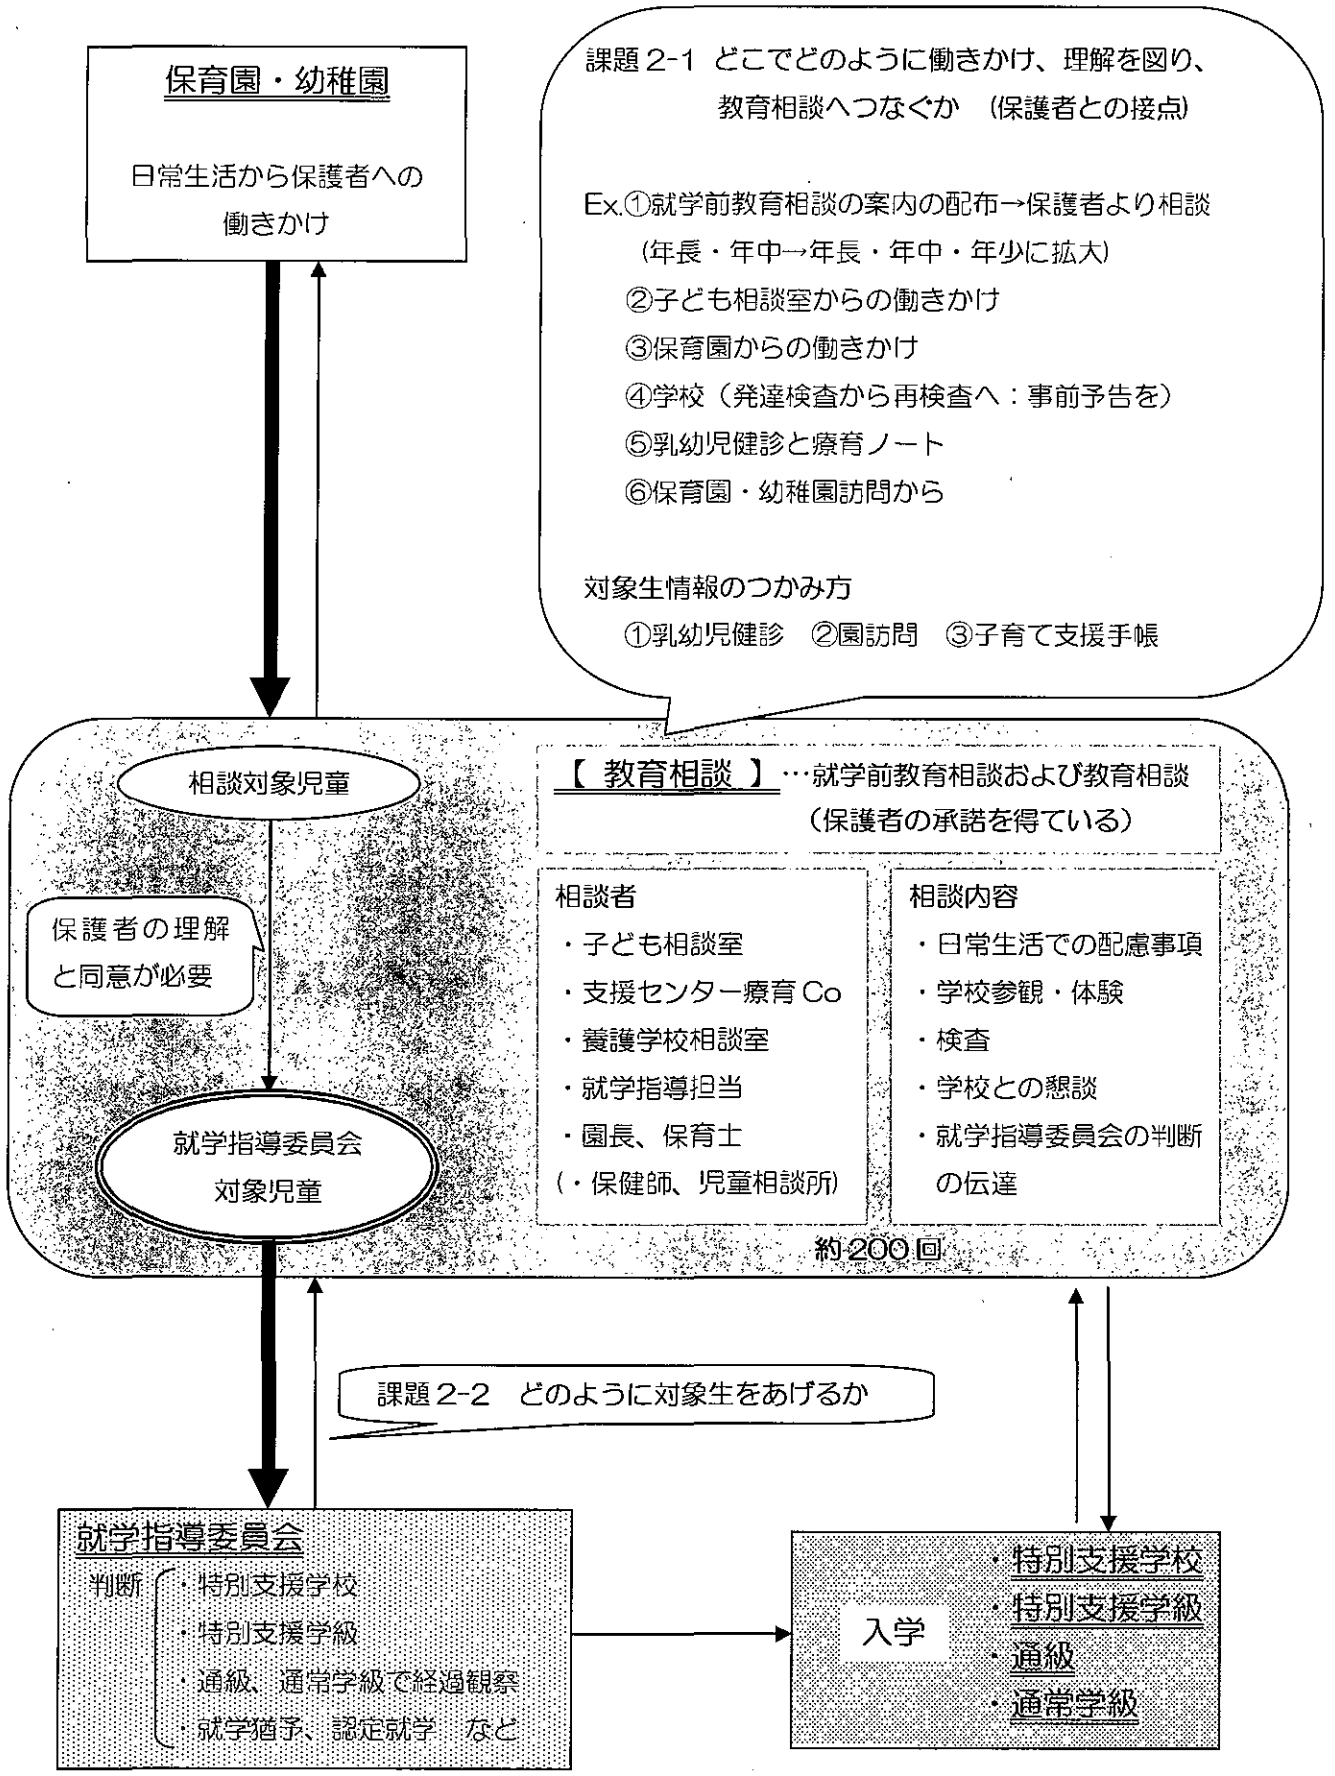 保育園・幼稚園
日常生活から保護者への
働きかけ
課題2-1 どこでどのように働きかけ、理解を図り、
教育相談へつなぐか （保護者との接点）
Ex.①就学前教育相談の案内の配布→保護者より相談
（年長・年中→年長・年中・年少に拡大）
②子ども相談室からの働きかけ
③保育園からの働きかけ
④学校（発達検査から再検査へ：事前予告を）
⑤乳幼児健診と療育ノート
⑥保育園・幼稚園訪問から
対象生情報のつかみ方
①乳幼児健診 ②園訪問 ③子育て支援手帳
相談対象児童
保護者の理解
と同意が必要
就学指導委員会
対象児童
【 教育相談 】…就学前教育相談および教育相談
（保護者の承諾を得ている）
相談者
・子ども相談室
・支援センター療育Co
・養護学校相談室
・就学指導担当
・園長、保育士
（・保健師、児童相談所）
相談内容
・日常生活での配慮事項
・学校参観・体験
・検査
・学校との懇談
・就学指導委員会の判断
の伝達
約200回
課題2-2 どのように対象生をあげるか
就学指導委員会
判断 ・特別支援学校
・特別支援学級
・通級、通常学級で経過観察
・就学猶予、認定就学 など
入学
・特別支援学校
・特別支援学級
・通級
・通常学級